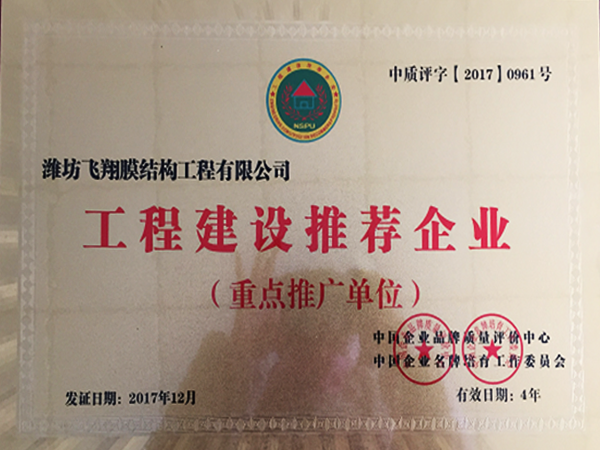 中质评字【2017】0961号
NSPU
潍坊飞翔膜结构工程有限公司
工程建设推荐企业
（重点推广单位）
中国企业品牌质量评价中心
中国企业名牌培育工作委员会
发证日期：2017年12月
有效日期：4年